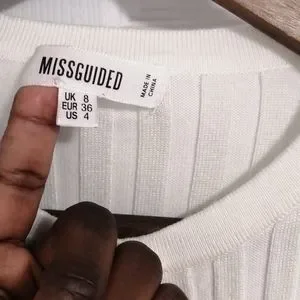 MISSGUIDED
MADE IN
CHINA
UK 8
EUR 36
US 4